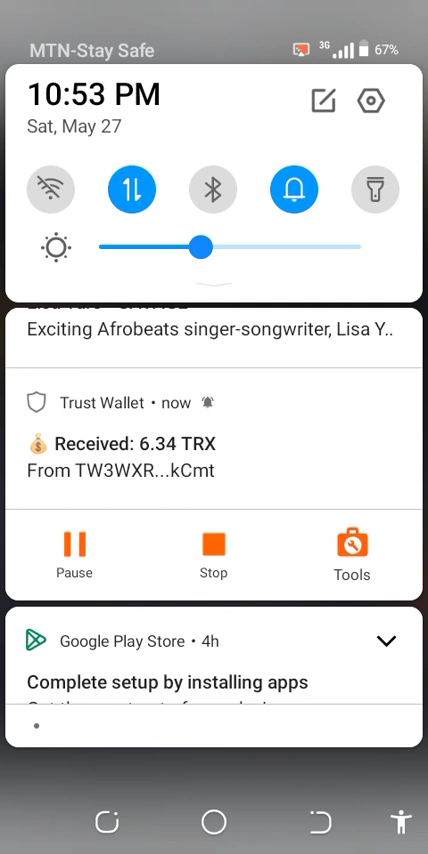 MTN-Stay Safe 3G 67%
10:53 PM
Sat, May 27
Exciting Afrobeats singer-songwriter, Lisa Y..
Trust Wallet • now
💰 Received: 6.34 TRX
From TW3WXR...kCmt
Pause Stop Tools
Google Play Store • 4h
Complete setup by installing apps